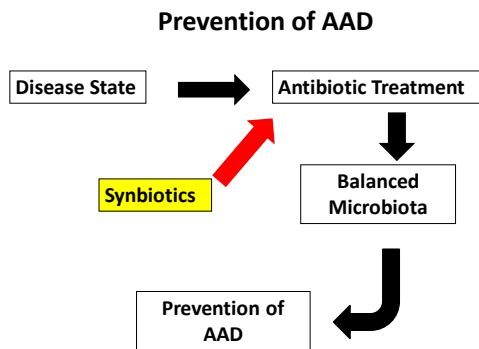 Prevention of AAD
Disease State
Antibiotic Treatment
Synbiotics
Balanced
Microbiota
Prevention of
AAD